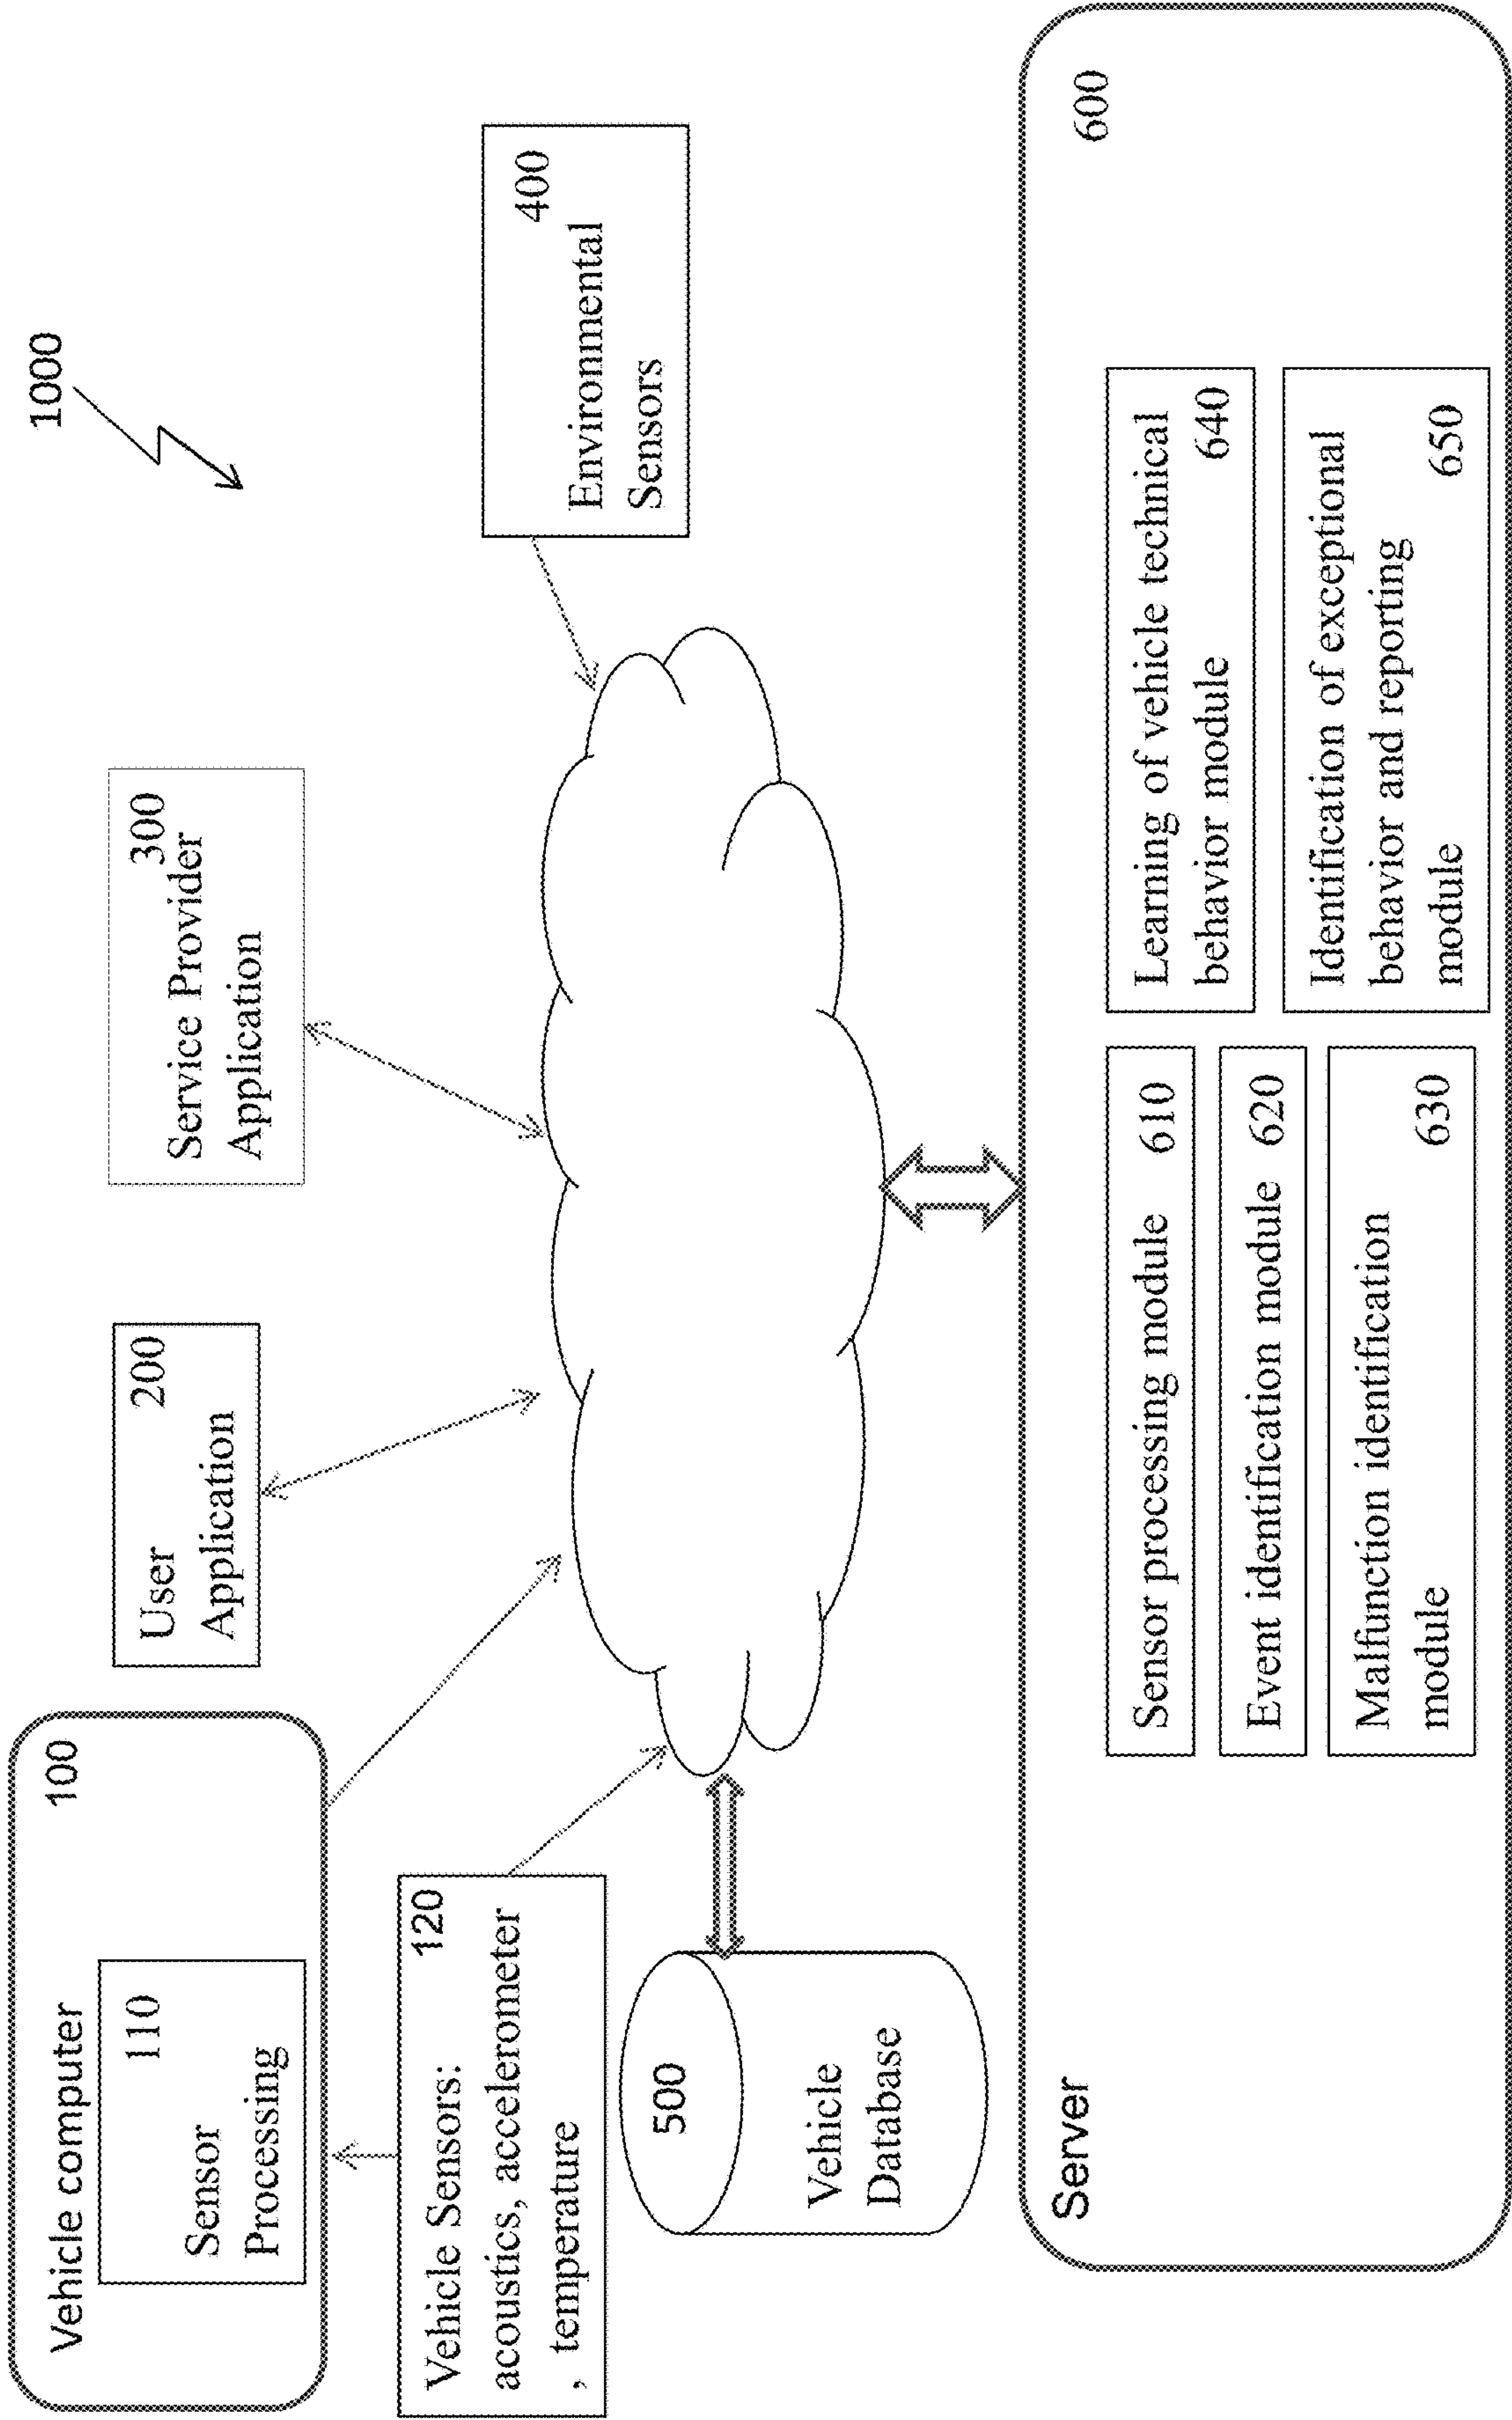 1000
Vehicle computer 100
110
Sensor
Processing
User 200
Application
300
Service Provider
Application
120
Vehicle Sensors:
acoustics, accelerometer
, temperature
400
Environmental
Sensors
500
Vehicle
Database
Server
600
Sensor processing module 610
Event identification module 620
Malfunction identification
module 630
Learning of vehicle technical
behavior module 640
Identification of exceptional
behavior and reporting
module 650